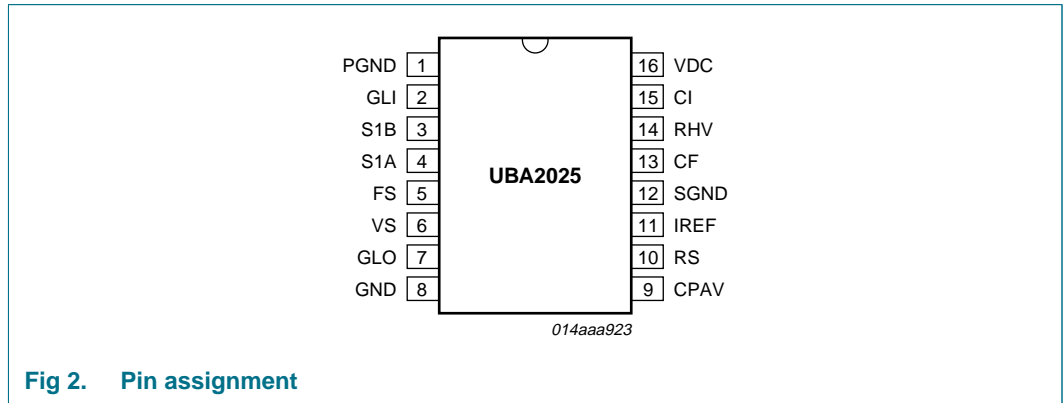 PGND 1 16 VDC
GLI 2 15 CI
S1B 3 14 RHV
S1A 4 13 CF
UBA2025
FS 5 12 SGND
VS 6 11 IREF
GLO 7 10 RS
GND 8 9 CPAV
014aaa923
Fig 2. Pin assignment